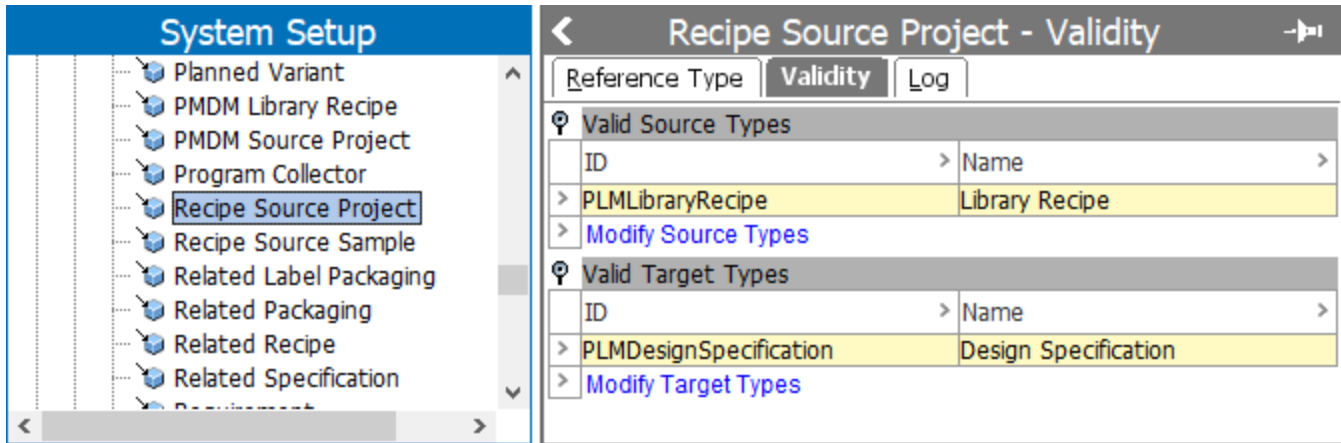 System Setup
Planned Variant
PMDM Library Recipe
PMDM Source Project
Program Collector
Recipe Source Project
Recipe Source Sample
Related Label Packaging
Related Packaging
Related Recipe
Related Specification
Recipe Source Project - Validity
Reference Type Validity Log
Valid Source Types
ID > Name >
> PLMLibraryRecipe Library Recipe
> Modify Source Types
Valid Target Types
ID > Name >
> PLMDesignSpecification Design Specification
> Modify Target Types